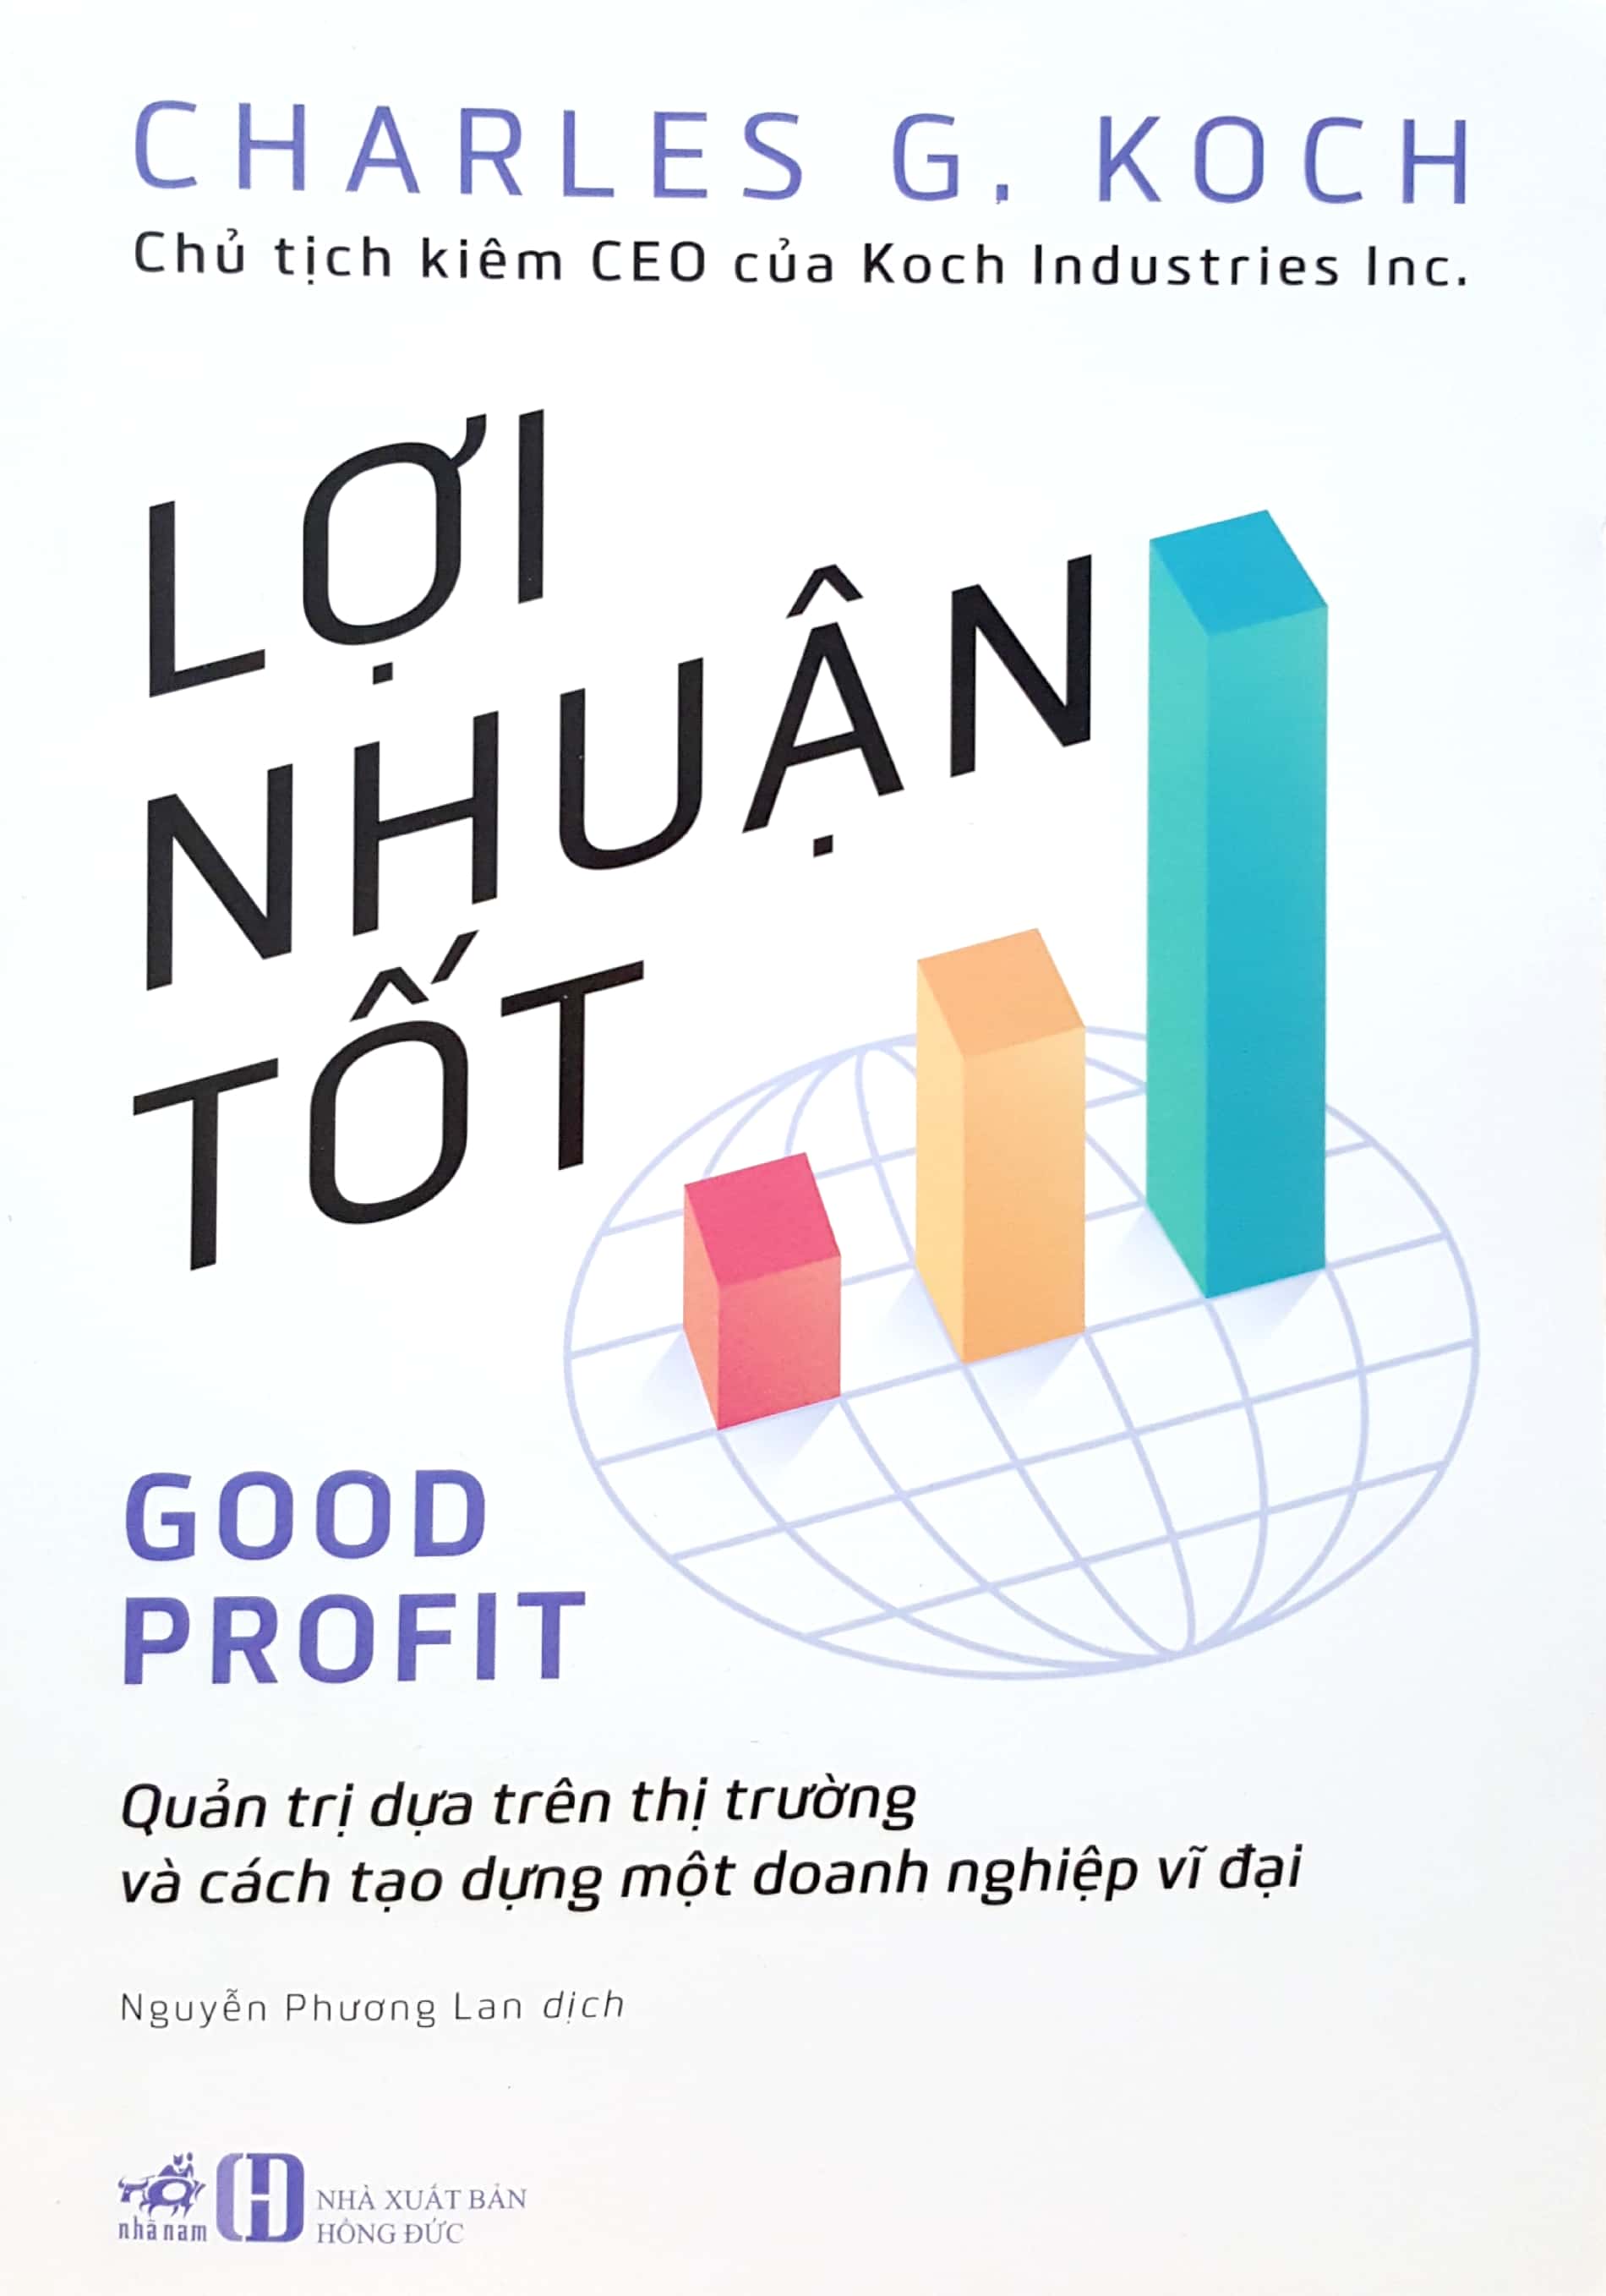 CHARLES G. KOCH
Chủ tịch kiêm CEO của Koch Industries Inc.
LỢI
NHUẬN
TỐT
GOOD
PROFIT
Quản trị dựa trên thị trường
và cách tạo dựng một doanh nghiệp vĩ đại
Nguyễn Phương Lan dịch
nhã nam
NHÀ XUẤT BẢN
HỒNG ĐỨC